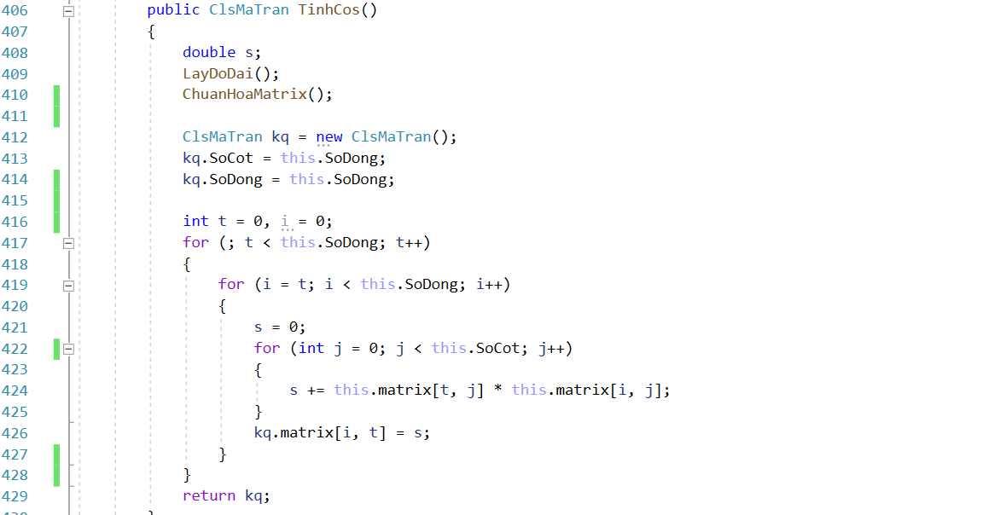 406 public ClsMaTran TinhCos()
407 {
408 double s;
409 LayDoDai();
410 ChuanHoaMatrix();
411
412 ClsMaTran kq = new ClsMaTran();
413 kq.SoCot = this.SoDong;
414 kq.SoDong = this.SoDong;
415
416 int t = 0, i = 0;
417 for (; t < this.SoDong; t++)
418 {
419 for (i = t; i < this.SoDong; i++)
420 {
421 s = 0;
422 for (int j = 0; j < this.SoCot; j++)
423 {
424 s += this.matrix[t, j] * this.matrix[i, j];
425 }
426 kq.matrix[i, t] = s;
427 }
428 }
429 return kq;